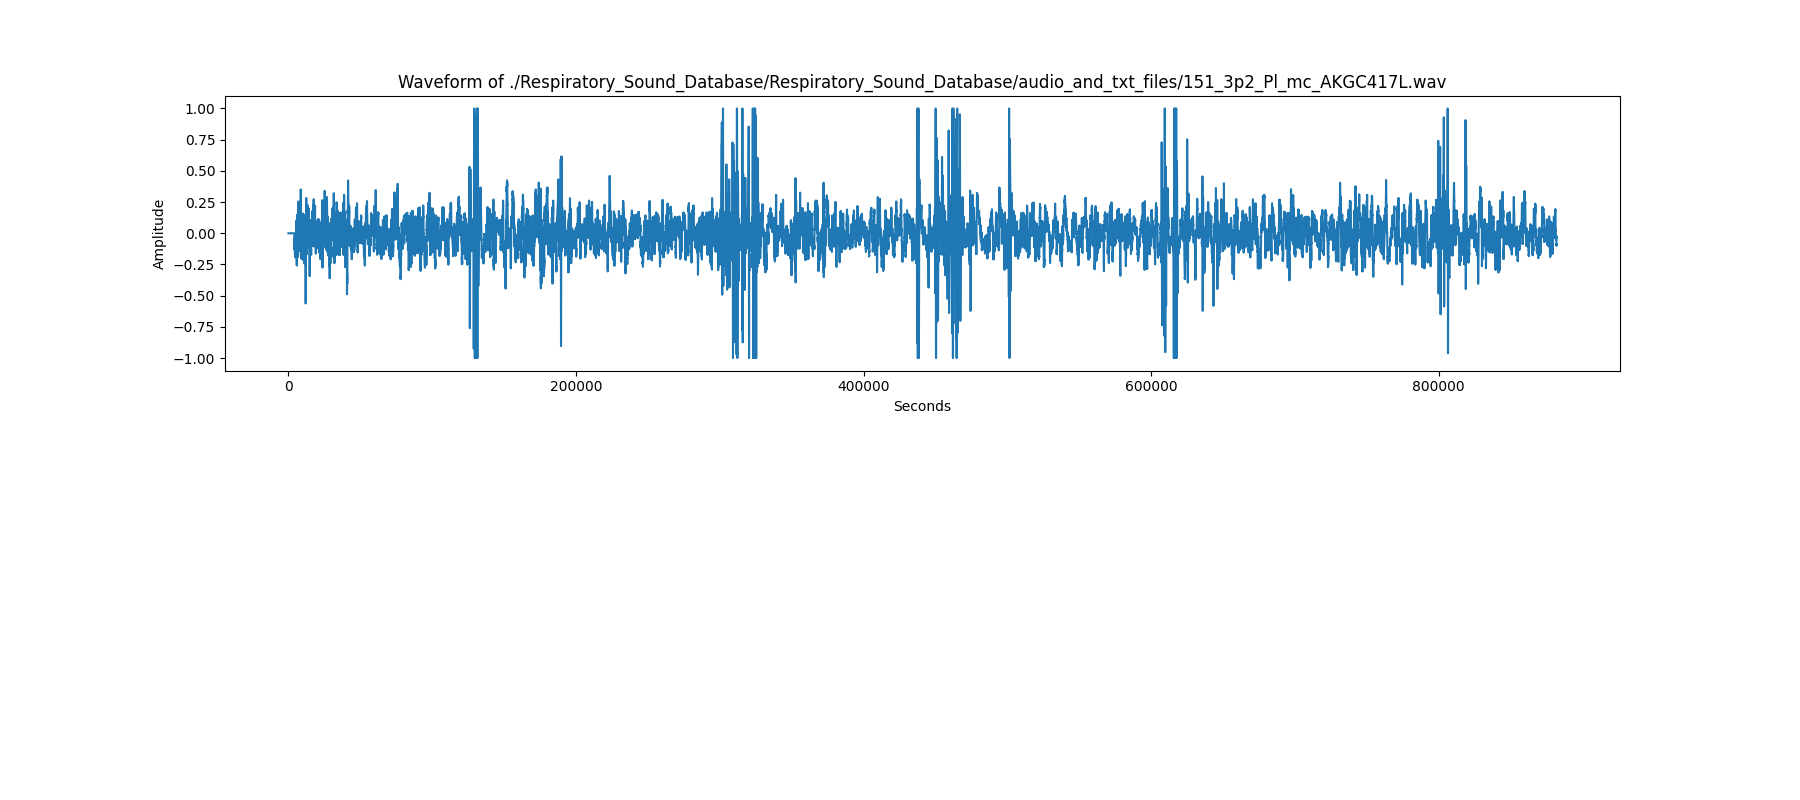 Waveform of ./Respiratory_Sound_Database/Respiratory_Sound_Database/audio_and_txt_files/151_3p2_Pl_mc_AKGC417L.wav
1.00
0.75
0.50
0.25
0.00
−0.25
−0.50
−0.75
−1.00
Amplitude
0 200000 400000 600000 800000
Seconds